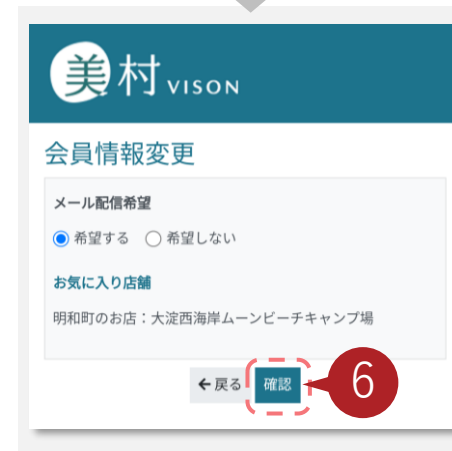 美村 VISON
会員情報変更
メール配信希望
希望する 希望しない
お気に入り店舗
明和町のお店：大淀西海岸ムーンビーチキャンプ場
←戻る 確認 6